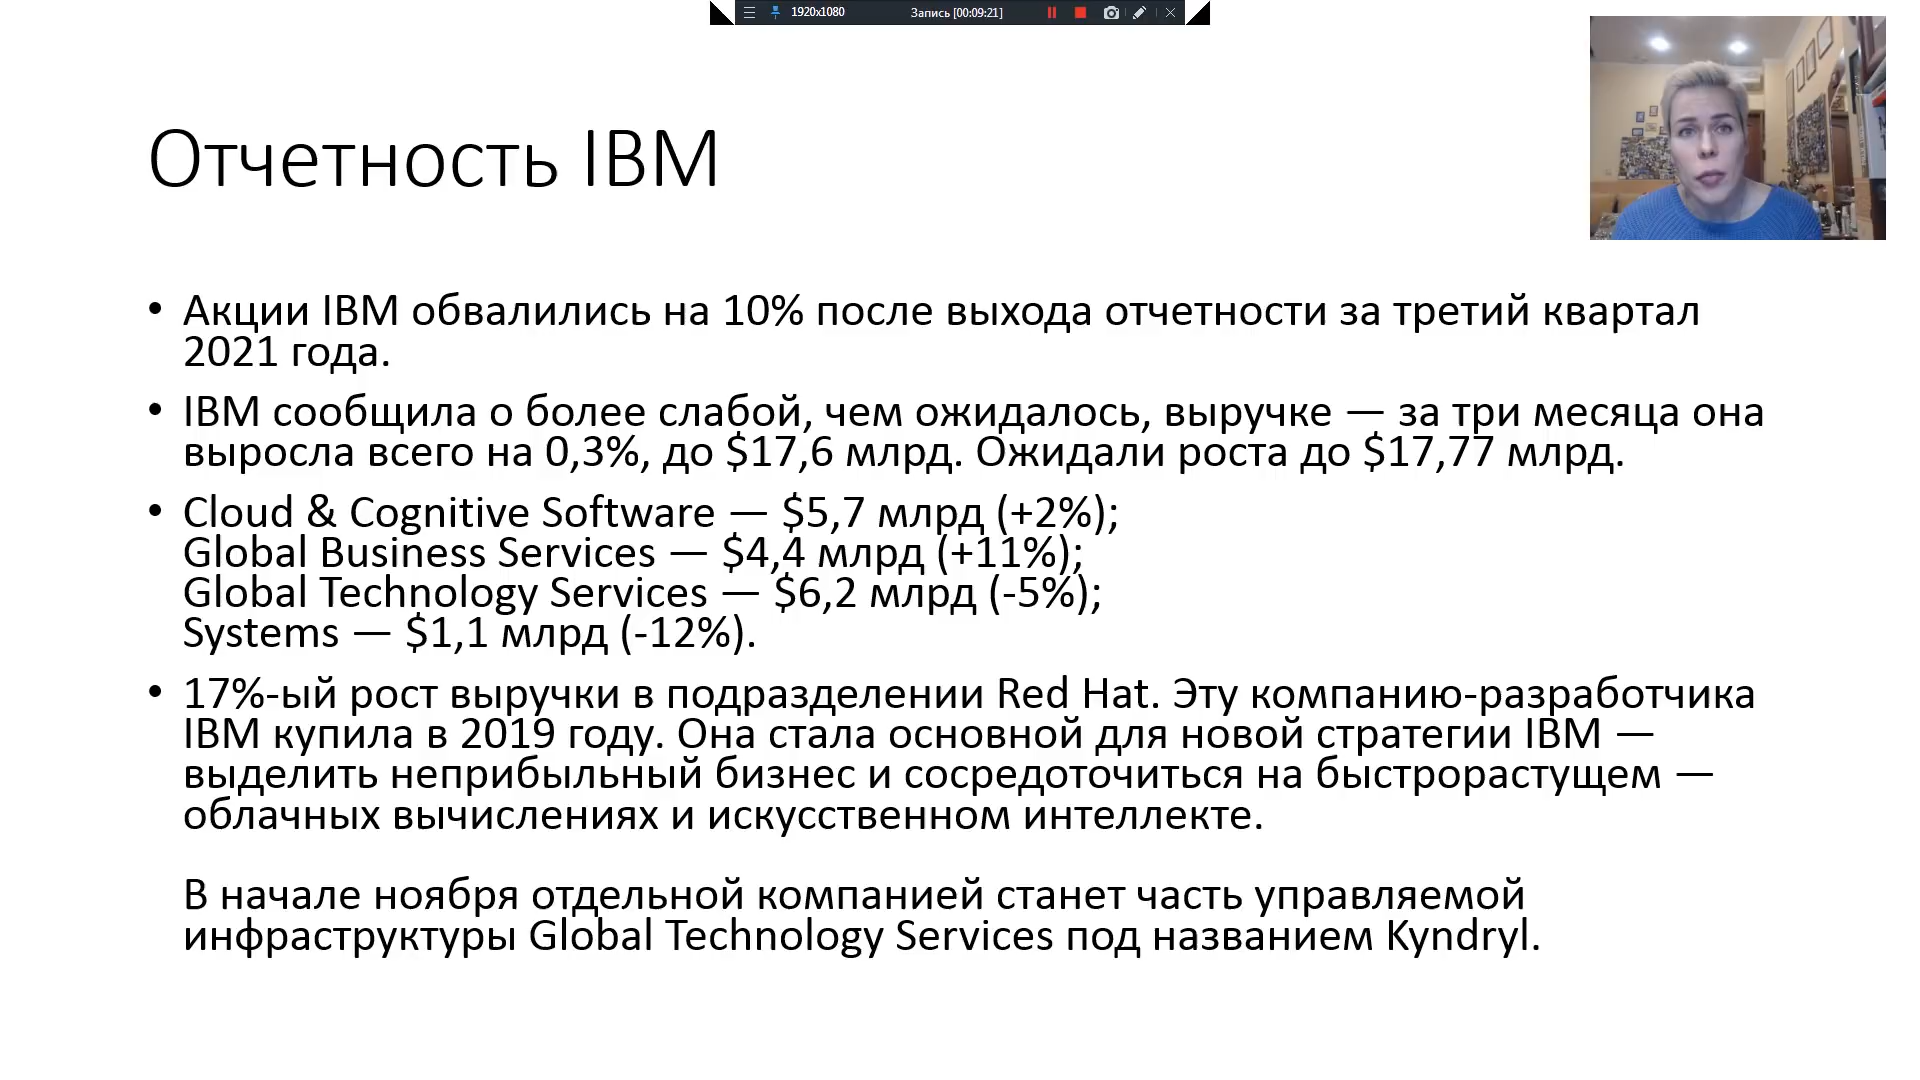 1920x1080 Запись [00:09:21]
Отчетность IBM
• Акции IBM обвалились на 10% после выхода отчетности за третий квартал
2021 года.
• IBM сообщила о более слабой, чем ожидалось, выручке — за три месяца она
выросла всего на 0,3%, до $17,6 млрд. Ожидали роста до $17,77 млрд.
• Cloud & Cognitive Software — $5,7 млрд (+2%);
Global Business Services — $4,4 млрд (+11%);
Global Technology Services — $6,2 млрд (-5%);
Systems — $1,1 млрд (-12%).
• 17%-ый рост выручки в подразделении Red Hat. Эту компанию-разработчика
IBM купила в 2019 году. Она стала основной для новой стратегии IBM —
выделить неприбыльный бизнес и сосредоточиться на быстрорастущем —
облачных вычислениях и искусственном интеллекте.
В начале ноября отдельной компанией станет часть управляемой
инфраструктуры Global Technology Services под названием Kyndryl.